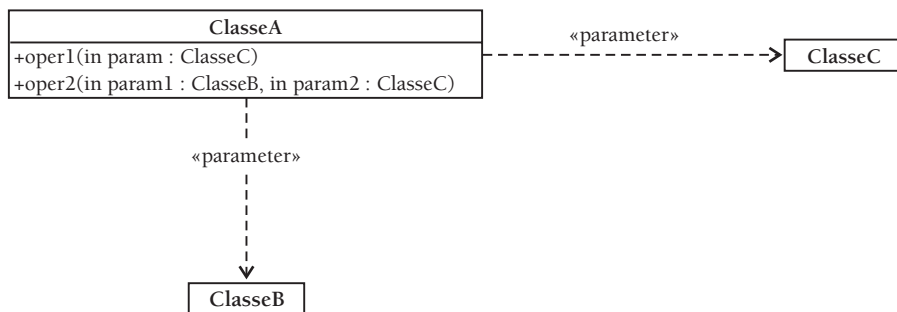 ClasseA
+oper1(in param : ClasseC)
+oper2(in param1 : ClasseB, in param2 : ClasseC)
«parameter»
ClasseC
«parameter»
ClasseB